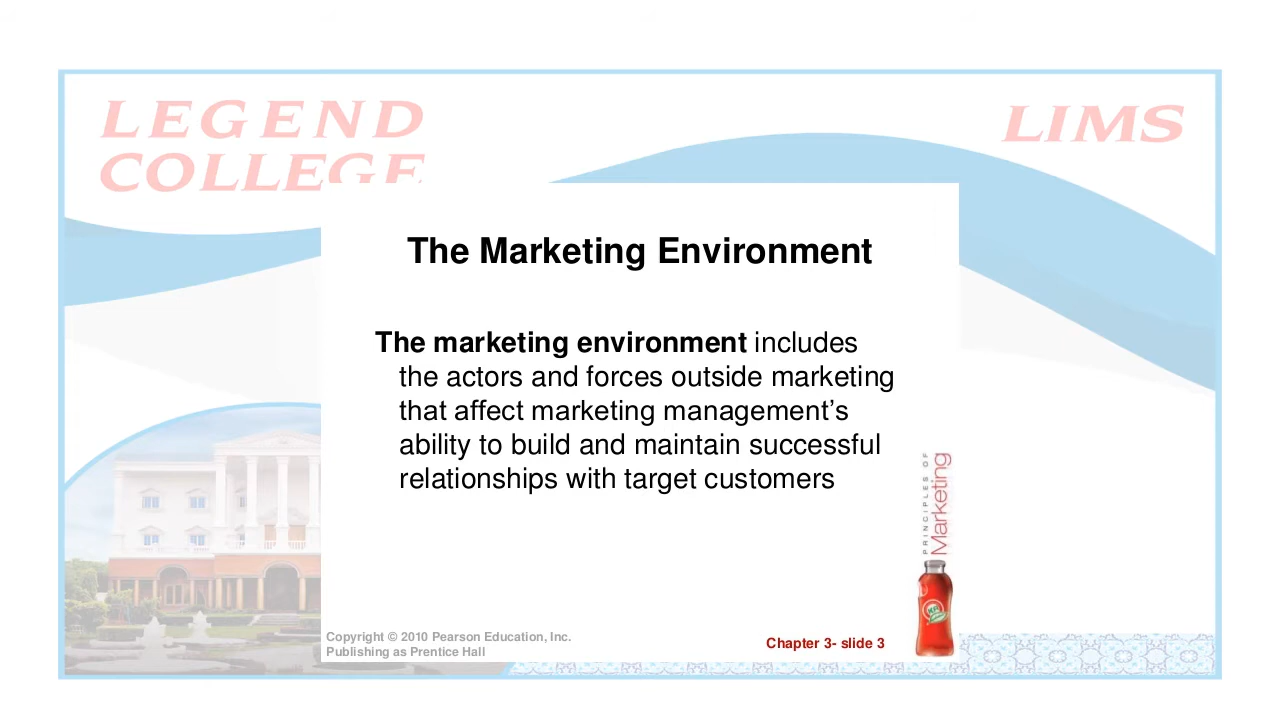 LEGEND
COLLEGE
LIMS
The Marketing Environment
The marketing environment includes
the actors and forces outside marketing
that affect marketing management’s
ability to build and maintain successful
relationships with target customers
PRINCIPLES OF
Marketing
Copyright © 2010 Pearson Education, Inc.
Publishing as Prentice Hall
Chapter 3- slide 3